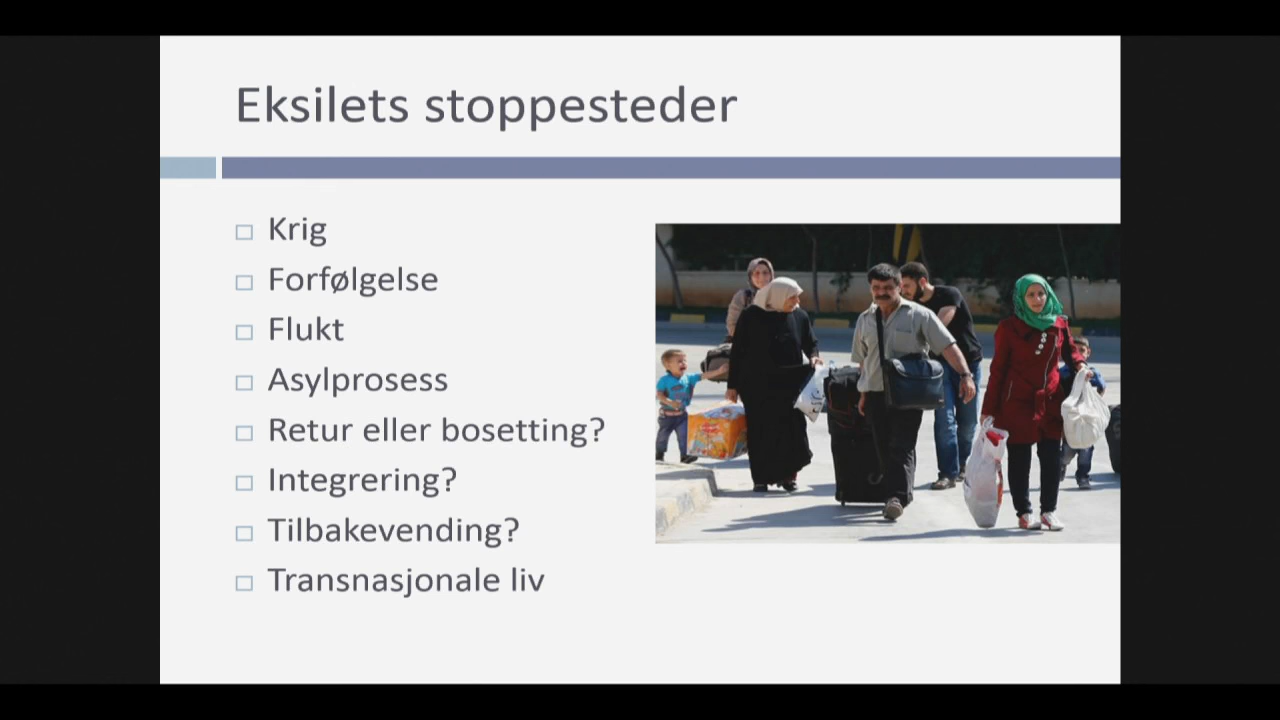 Eksilets stoppesteder
Krig
Forfølgelse
Flukt
Asylprosess
Retur eller bosetting?
Integrering?
Tilbakevending?
Transnasjonale liv